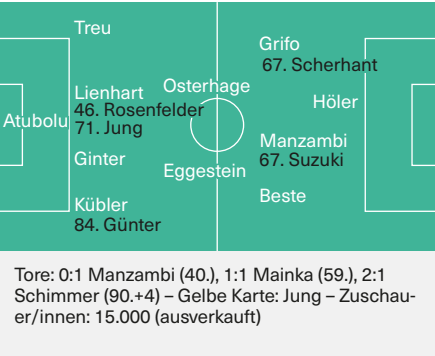 Treu
Grifo
67. Scherhant
Lienhart
46. Rosenfelder
71. Jung
Osterhage
Höler
Atubolu
Manzambi
67. Suzuki
Ginter
Eggestein
Beste
Kübler
84. Günter
Tore: 0:1 Manzambi (40.), 1:1 Mainka (59.), 2:1
Schimmer (90.+4) – Gelbe Karte: Jung – Zuschau-
er/innen: 15.000 (ausverkauft)